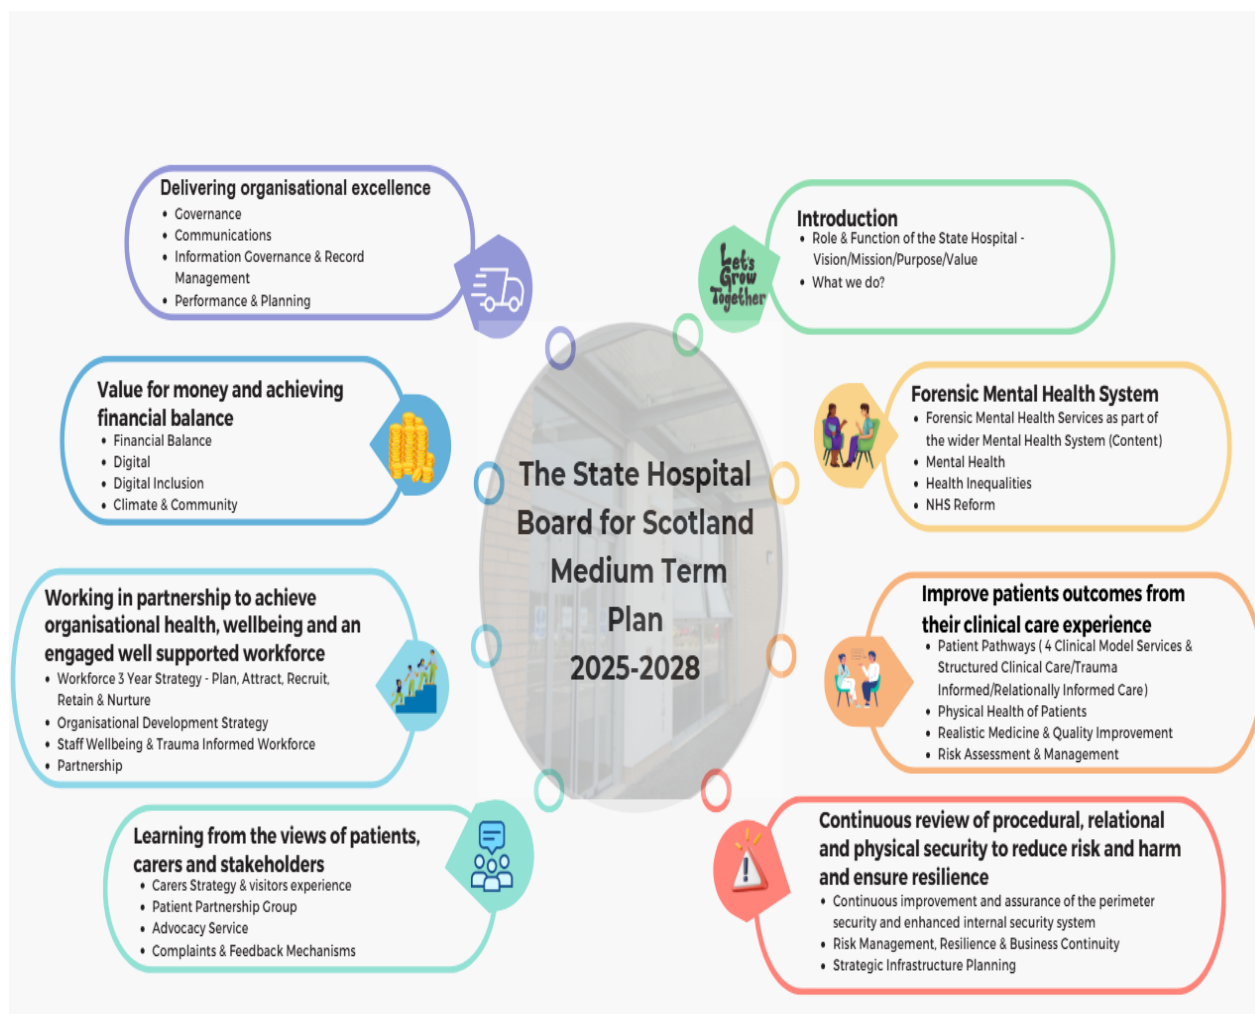 The State Hospital
Board for Scotland
Medium Term
Plan
2025-2028
Let's
Grow
Together
Introduction
• Role & Function of the State Hospital -
Vision/Mission/Purpose/Value
• What we do?
Forensic Mental Health System
• Forensic Mental Health Services as part of
the wider Mental Health System (Content)
• Mental Health
• Health Inequalities
• NHS Reform
Improve patients outcomes from
their clinical care experience
• Patient Pathways ( 4 Clinical Model Services &
Structured Clinical Care/Trauma
Informed/Relationally Informed Care)
• Physical Health of Patients
• Realistic Medicine & Quality Improvement
• Risk Assessment & Management
Continuous review of procedural, relational
and physical security to reduce risk and harm
and ensure resilience
• Continuous improvement and assurance of the perimeter
security and enhanced internal security system
• Risk Management, Resilience & Business Continuity
• Strategic Infrastructure Planning
Learning from the views of patients,
carers and stakeholders
• Carers Strategy & visitors experience
• Patient Partnership Group
• Advocacy Service
• Complaints & Feedback Mechanisms
Working in partnership to achieve
organisational health, wellbeing and an
engaged well supported workforce
• Workforce 3 Year Strategy - Plan, Attract, Recruit,
Retain & Nurture
• Organisational Development Strategy
• Staff Wellbeing & Trauma Informed Workforce
• Partnership
Value for money and achieving
financial balance
• Financial Balance
• Digital
• Digital Inclusion
• Climate & Community
Delivering organisational excellence
• Governance
• Communications
• Information Governance & Record
Management
• Performance & Planning